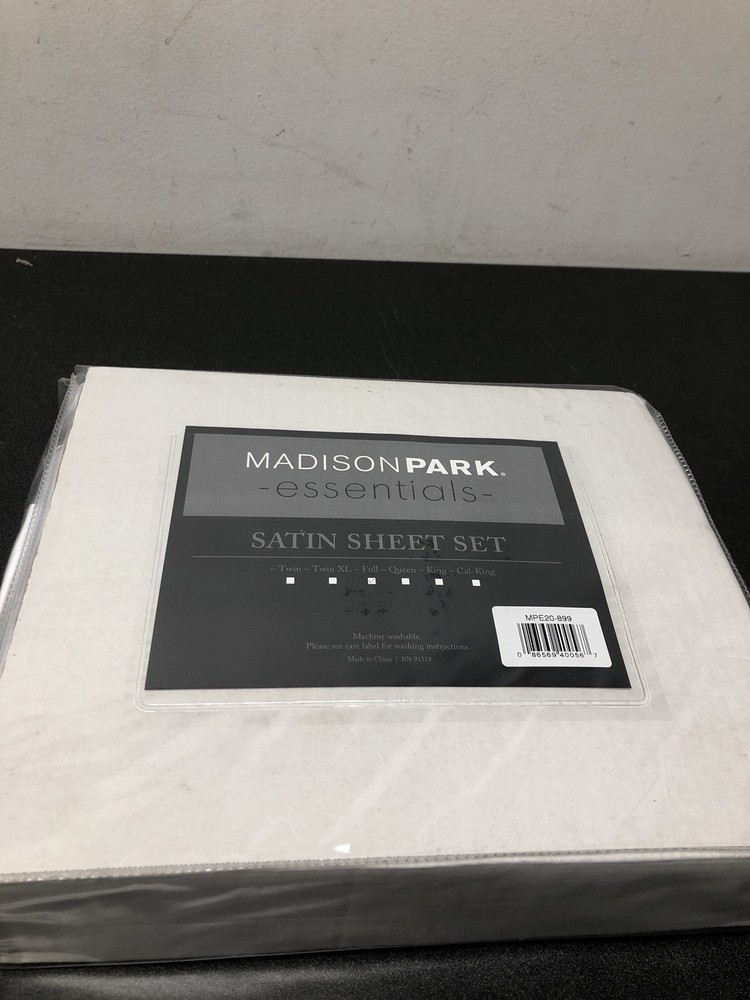 MADISONPARK®
-essentials-
SATIN SHEET SET
– Twin – Twin XL – Full – Queen – King – Cal-King
Machine washable.
Please see care label for washing instructions.
Made in China | RN 91519
MPE20-899
0 86569 40056 7